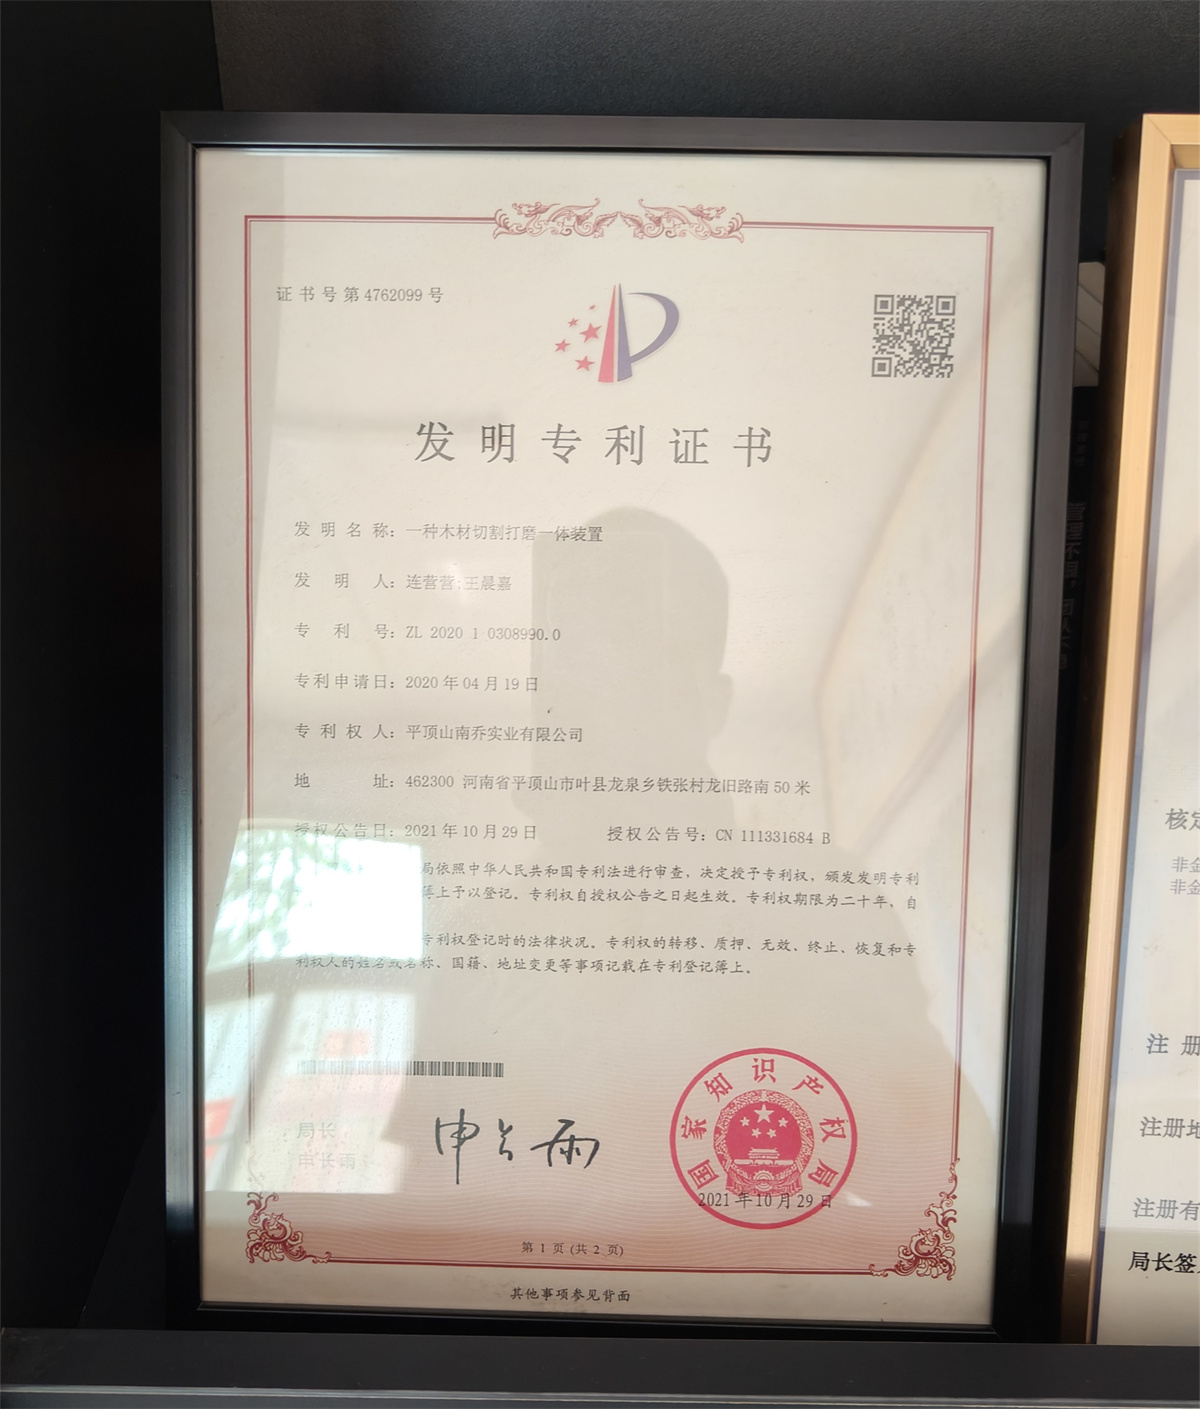 证书号第4762099号
发明专利证书
发明名称：一种木材切割打磨一体装置
发明人：连营营;王晨嘉
专利号：ZL 2020 1 0308990.0
专利申请日：2020年04月19日
专利权人：平顶山南乔实业有限公司
地址：462300 河南省平顶山市叶县龙泉乡铁张村龙旧路南50米
授权公告日：2021年10月29日 授权公告号：CN 111331684 B
局依照中华人民共和国专利法进行审查，决定授予专利权，颁发发明专利
簿上予以登记。专利权自授权公告之日起生效。专利权期限为二十年，自
专利权登记时的法律状况。专利权的转移、质押、无效、终止、恢复和专
利权人的姓名或名称、国籍、地址变更等事项记载在专利登记簿上。
局长
申长雨
申长雨
国家知识产权局
2021年10月29日
第 1 页 (共 2 页)
其他事项参见背面
核定
非金
非金
注册
注册地
注册有
局长签